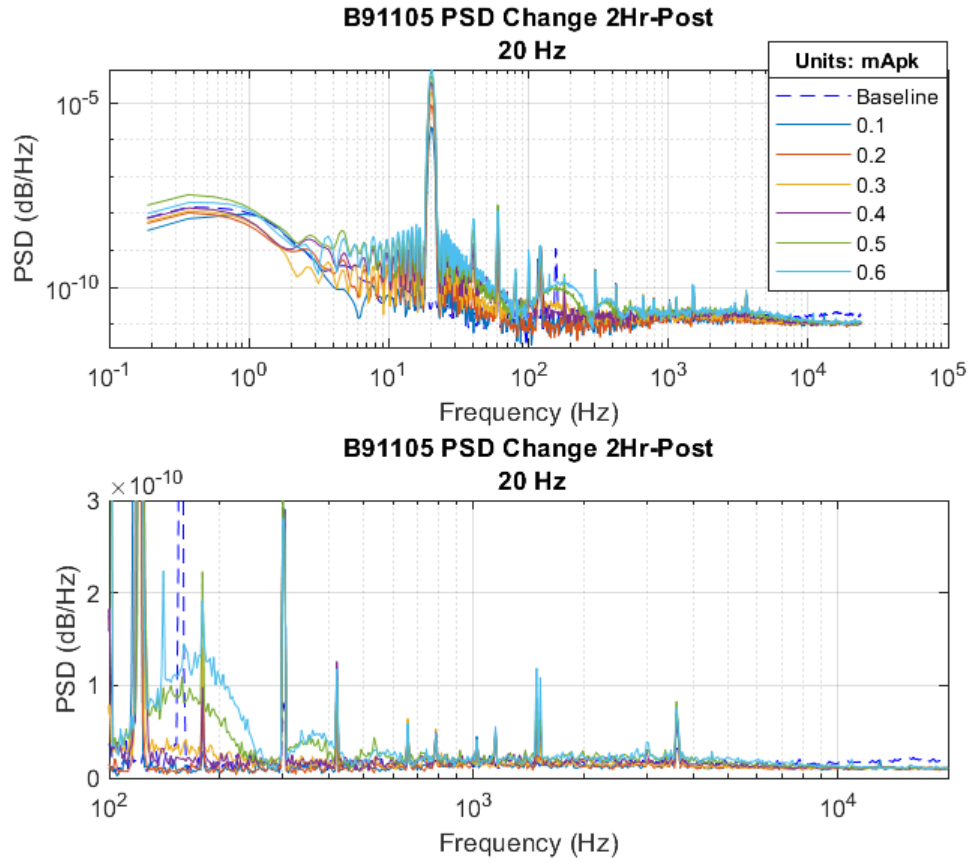 B91105 PSD Change 2Hr-Post
20 Hz
Units: mApk
Baseline
0.1
0.2
0.3
0.4
0.5
0.6
PSD (dB/Hz)
10^-5
10^-10
10^-1
10^0
10^1
10^2
10^3
10^4
10^5
Frequency (Hz)
B91105 PSD Change 2Hr-Post
20 Hz
×10^-10
PSD (dB/Hz)
3
2
1
0
10^2
10^3
10^4
Frequency (Hz)